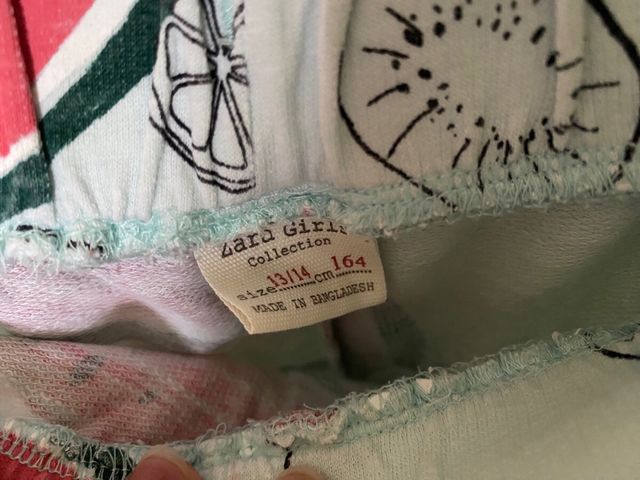 Zara Girls
Collection
size 13/14 cm 164
MADE IN BANGLADESH